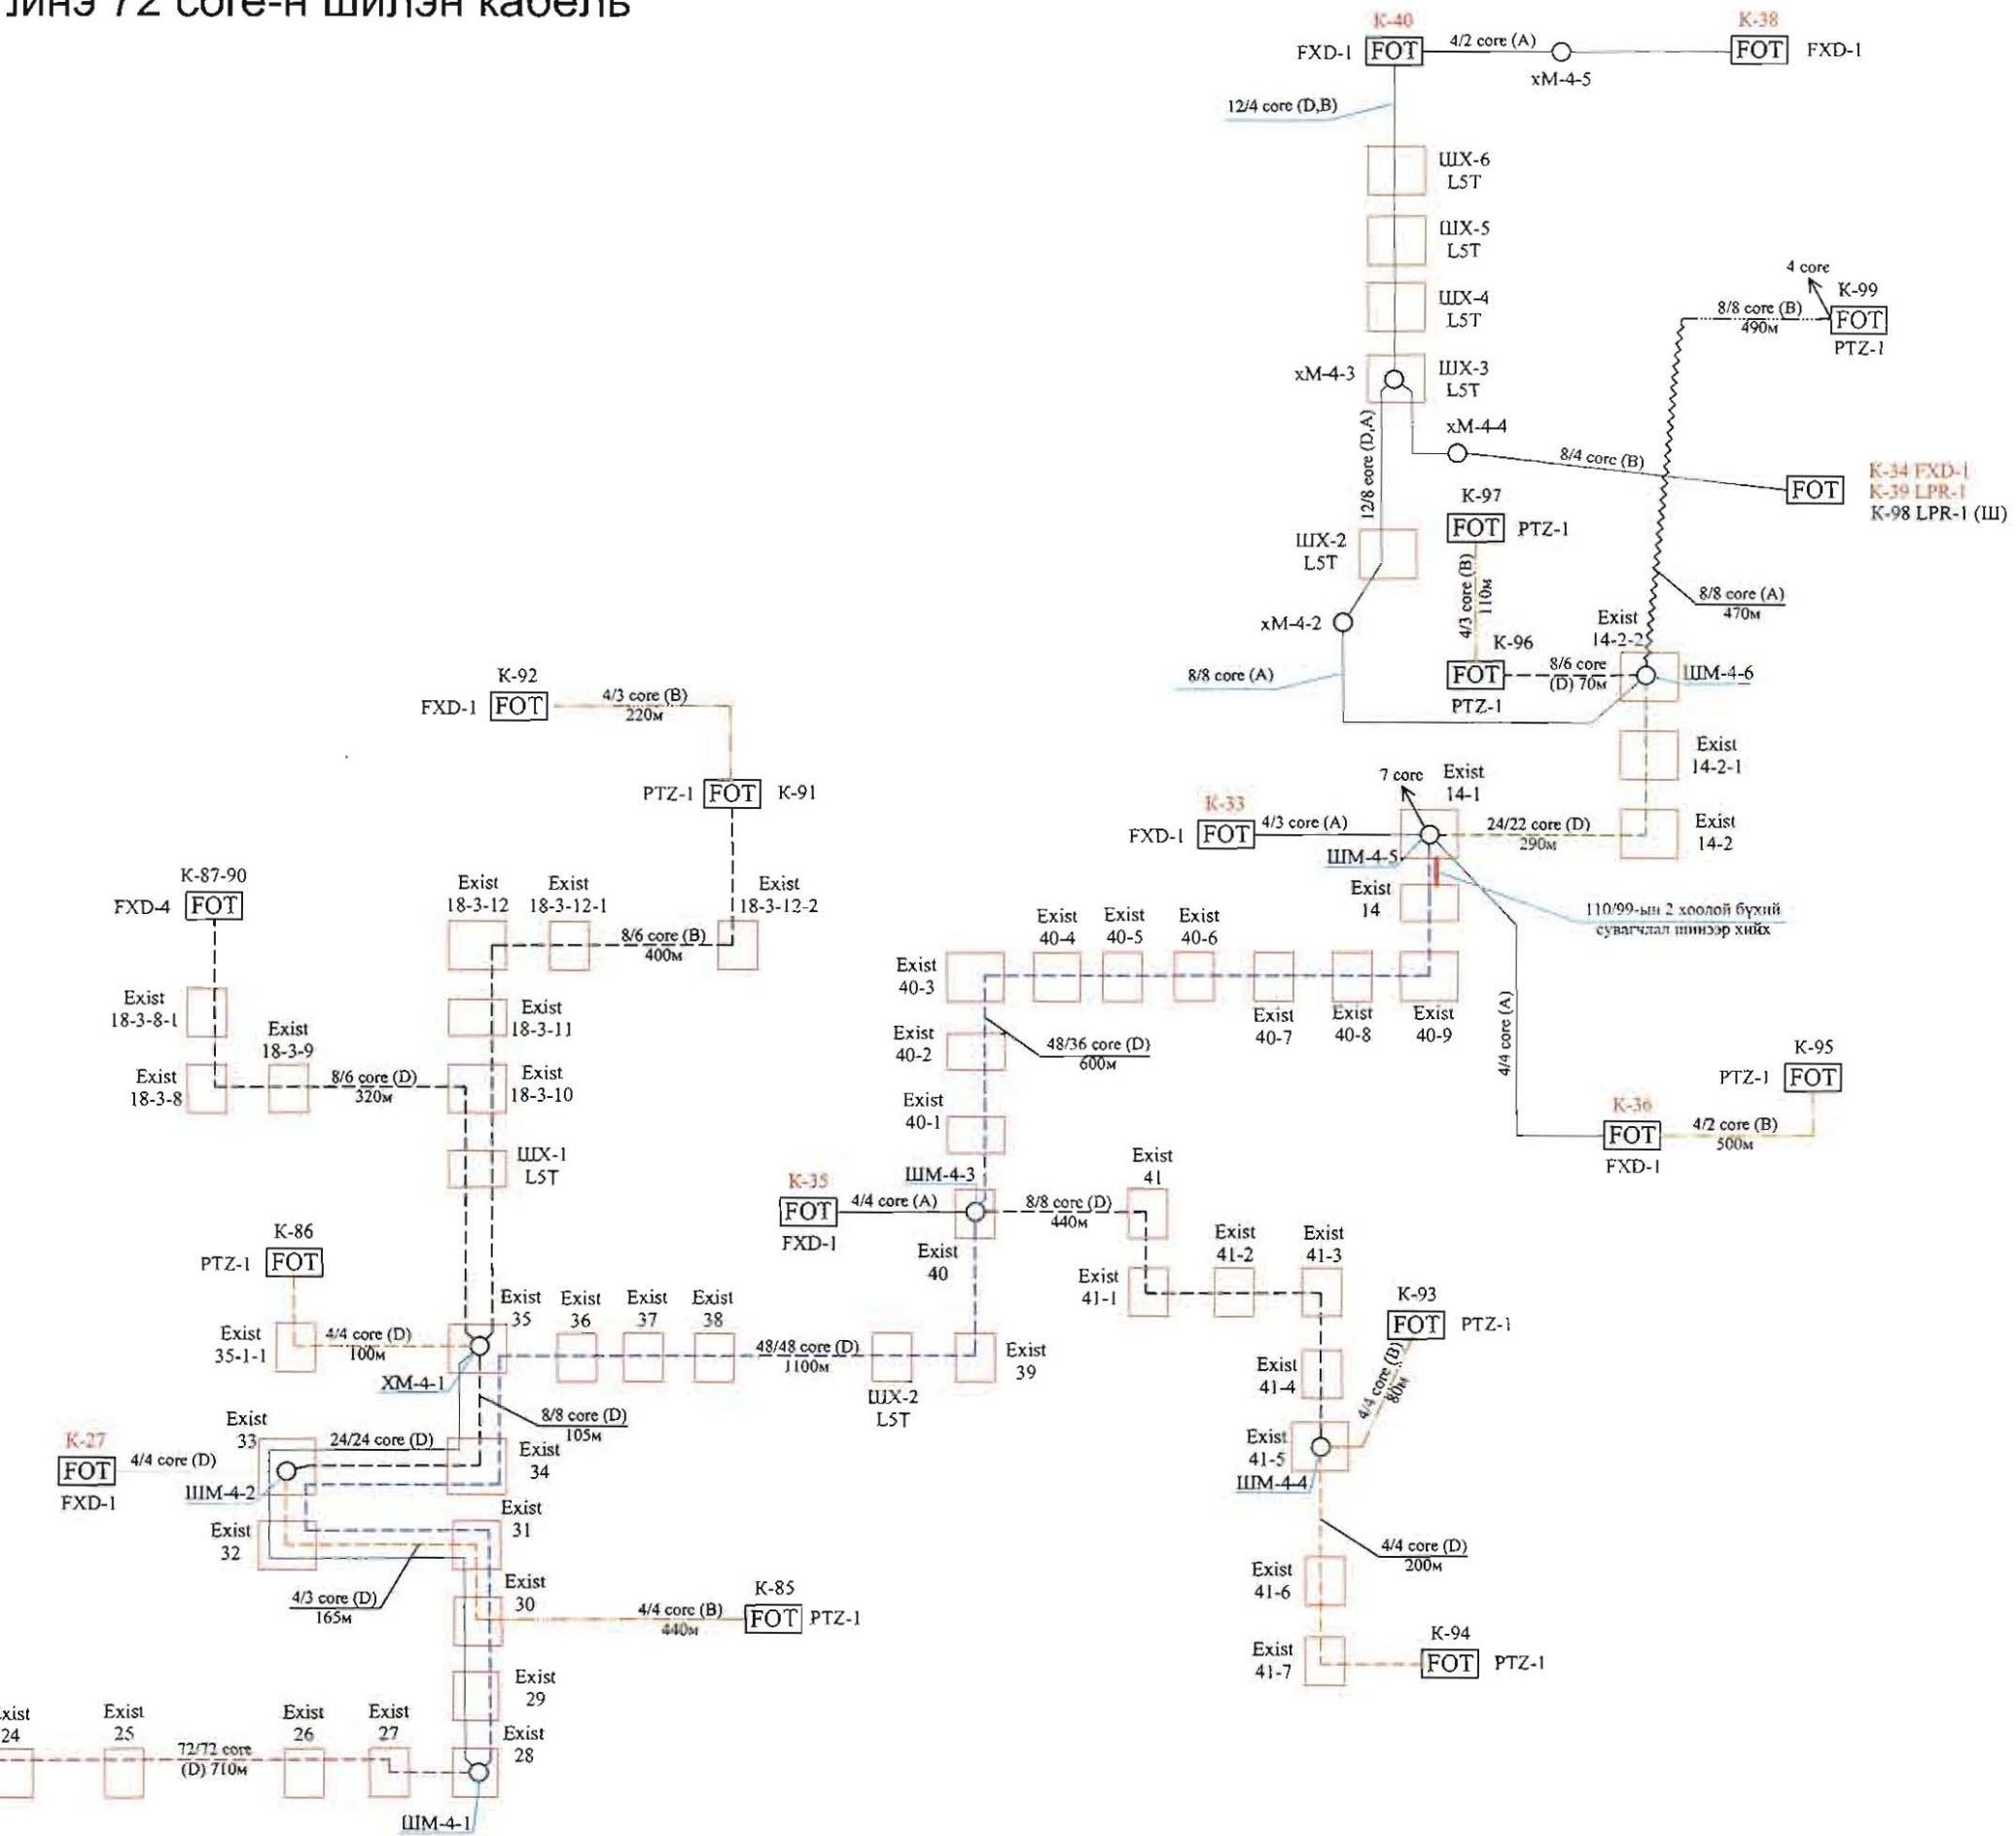 72 core-н шилэн кабель
K-40
FXD-1
FOT
4/2 core (A)
хМ-4-5
K-38
FOT
FXD-1
12/4 core (D,B)
ШХ-6
L5T
ШХ-5
L5T
ШХ-4
L5T
хМ-4-3
ШХ-3
L5T
4 core
K-99
8/8 core (B)
490м
FOT
PTZ-1
хМ-4-4
8/4 core (B)
FOT
K-34 FXD-1
K-39 LPR-1
K-98 LPR-1 (Ш)
12/8 core (D,A)
K-97
FOT
PTZ-1
ШХ-2
L5T
4/3 core (B)
110м
8/8 core (A)
470м
хМ-4-2
Exist
14-2-2
K-96
FOT
PTZ-1
8/6 core
(D) 70м
ШМ-4-6
8/8 core (A)
K-92
FXD-1
FOT
4/3 core (B)
220м
PTZ-1
FOT
K-91
Exist
14-2-1
7 core
Exist
14-1
K-33
FXD-1
FOT
4/3 core (A)
ШМ-4-5
24/22 core (D)
290м
Exist
14-2
Exist
14
110/99-ын 2 хоолой бүхий
сувагчлал шинээр хийх
K-87-90
FXD-4
FOT
Exist
18-3-12
Exist
18-3-12-1
Exist
18-3-12-2
8/6 core (B)
400м
Exist
40-3
Exist
40-4
Exist
40-5
Exist
40-6
Exist
40-7
Exist
40-8
Exist
40-9
Exist
18-3-8-1
Exist
18-3-9
Exist
18-3-11
Exist
40-2
48/36 core (D)
600м
4/4 core (A)
Exist
18-3-8
8/6 core (D)
320м
Exist
18-3-10
Exist
40-1
K-95
PTZ-1
FOT
K-36
FOT
FXD-1
4/2 core (B)
500м
ШХ-1
L5T
ШМ-4-3
K-35
FOT
FXD-1
4/4 core (A)
Exist
40
8/8 core (D)
440м
Exist
41
K-86
PTZ-1
FOT
Exist
41-1
Exist
41-2
Exist
41-3
Exist
35-1-1
4/4 core (D)
100м
Exist
35
Exist
36
Exist
37
Exist
38
48/48 core (D)
1100м
ШХ-2
L5T
Exist
39
K-93
FOT
PTZ-1
ХМ-4-1
8/8 core (D)
105м
Exist
41-4
4/4 core (B)
80м
K-27
FOT
FXD-1
4/4 core (D)
Exist
33
24/24 core (D)
Exist
34
ШМ-4-2
Exist
41-5
ШМ-4-4
Exist
32
Exist
31
4/3 core (D)
165м
4/4 core (D)
200м
Exist
30
4/4 core (B)
440м
K-85
FOT
PTZ-1
Exist
41-6
Exist
29
Exist
41-7
K-94
FOT
PTZ-1
24
Exist
25
72/72 core
(D) 710м
Exist
26
Exist
27
Exist
28
ШМ-4-1